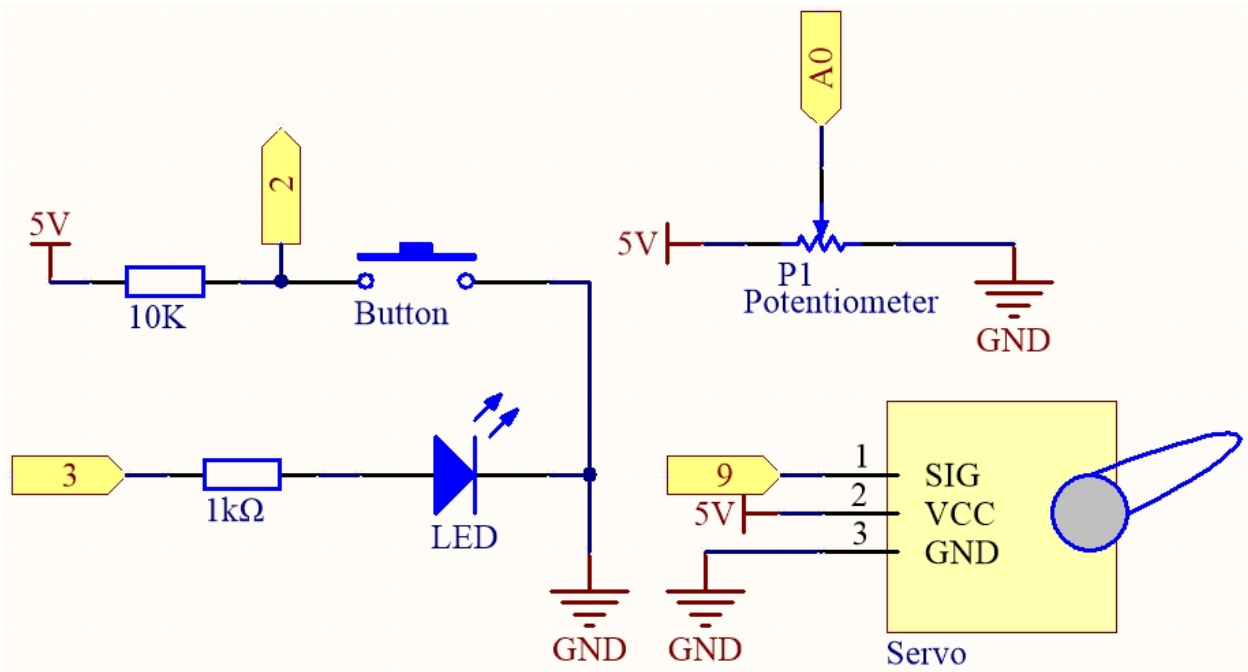 A0
2
5V
10K
Button
5V
P1
Potentiometer
GND
3
1kΩ
LED
GND
9
5V
GND
1
2
3
SIG
VCC
GND
Servo